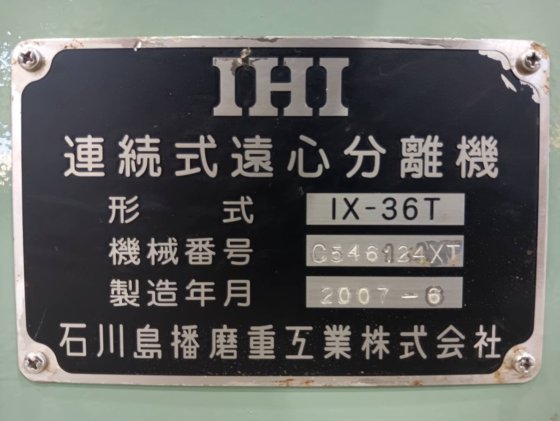 IHI
連続式遠心分離機
形 式 IX-36T
機械番号 C546124XT
製造年月 2007-6
石川島播磨重工業株式会社